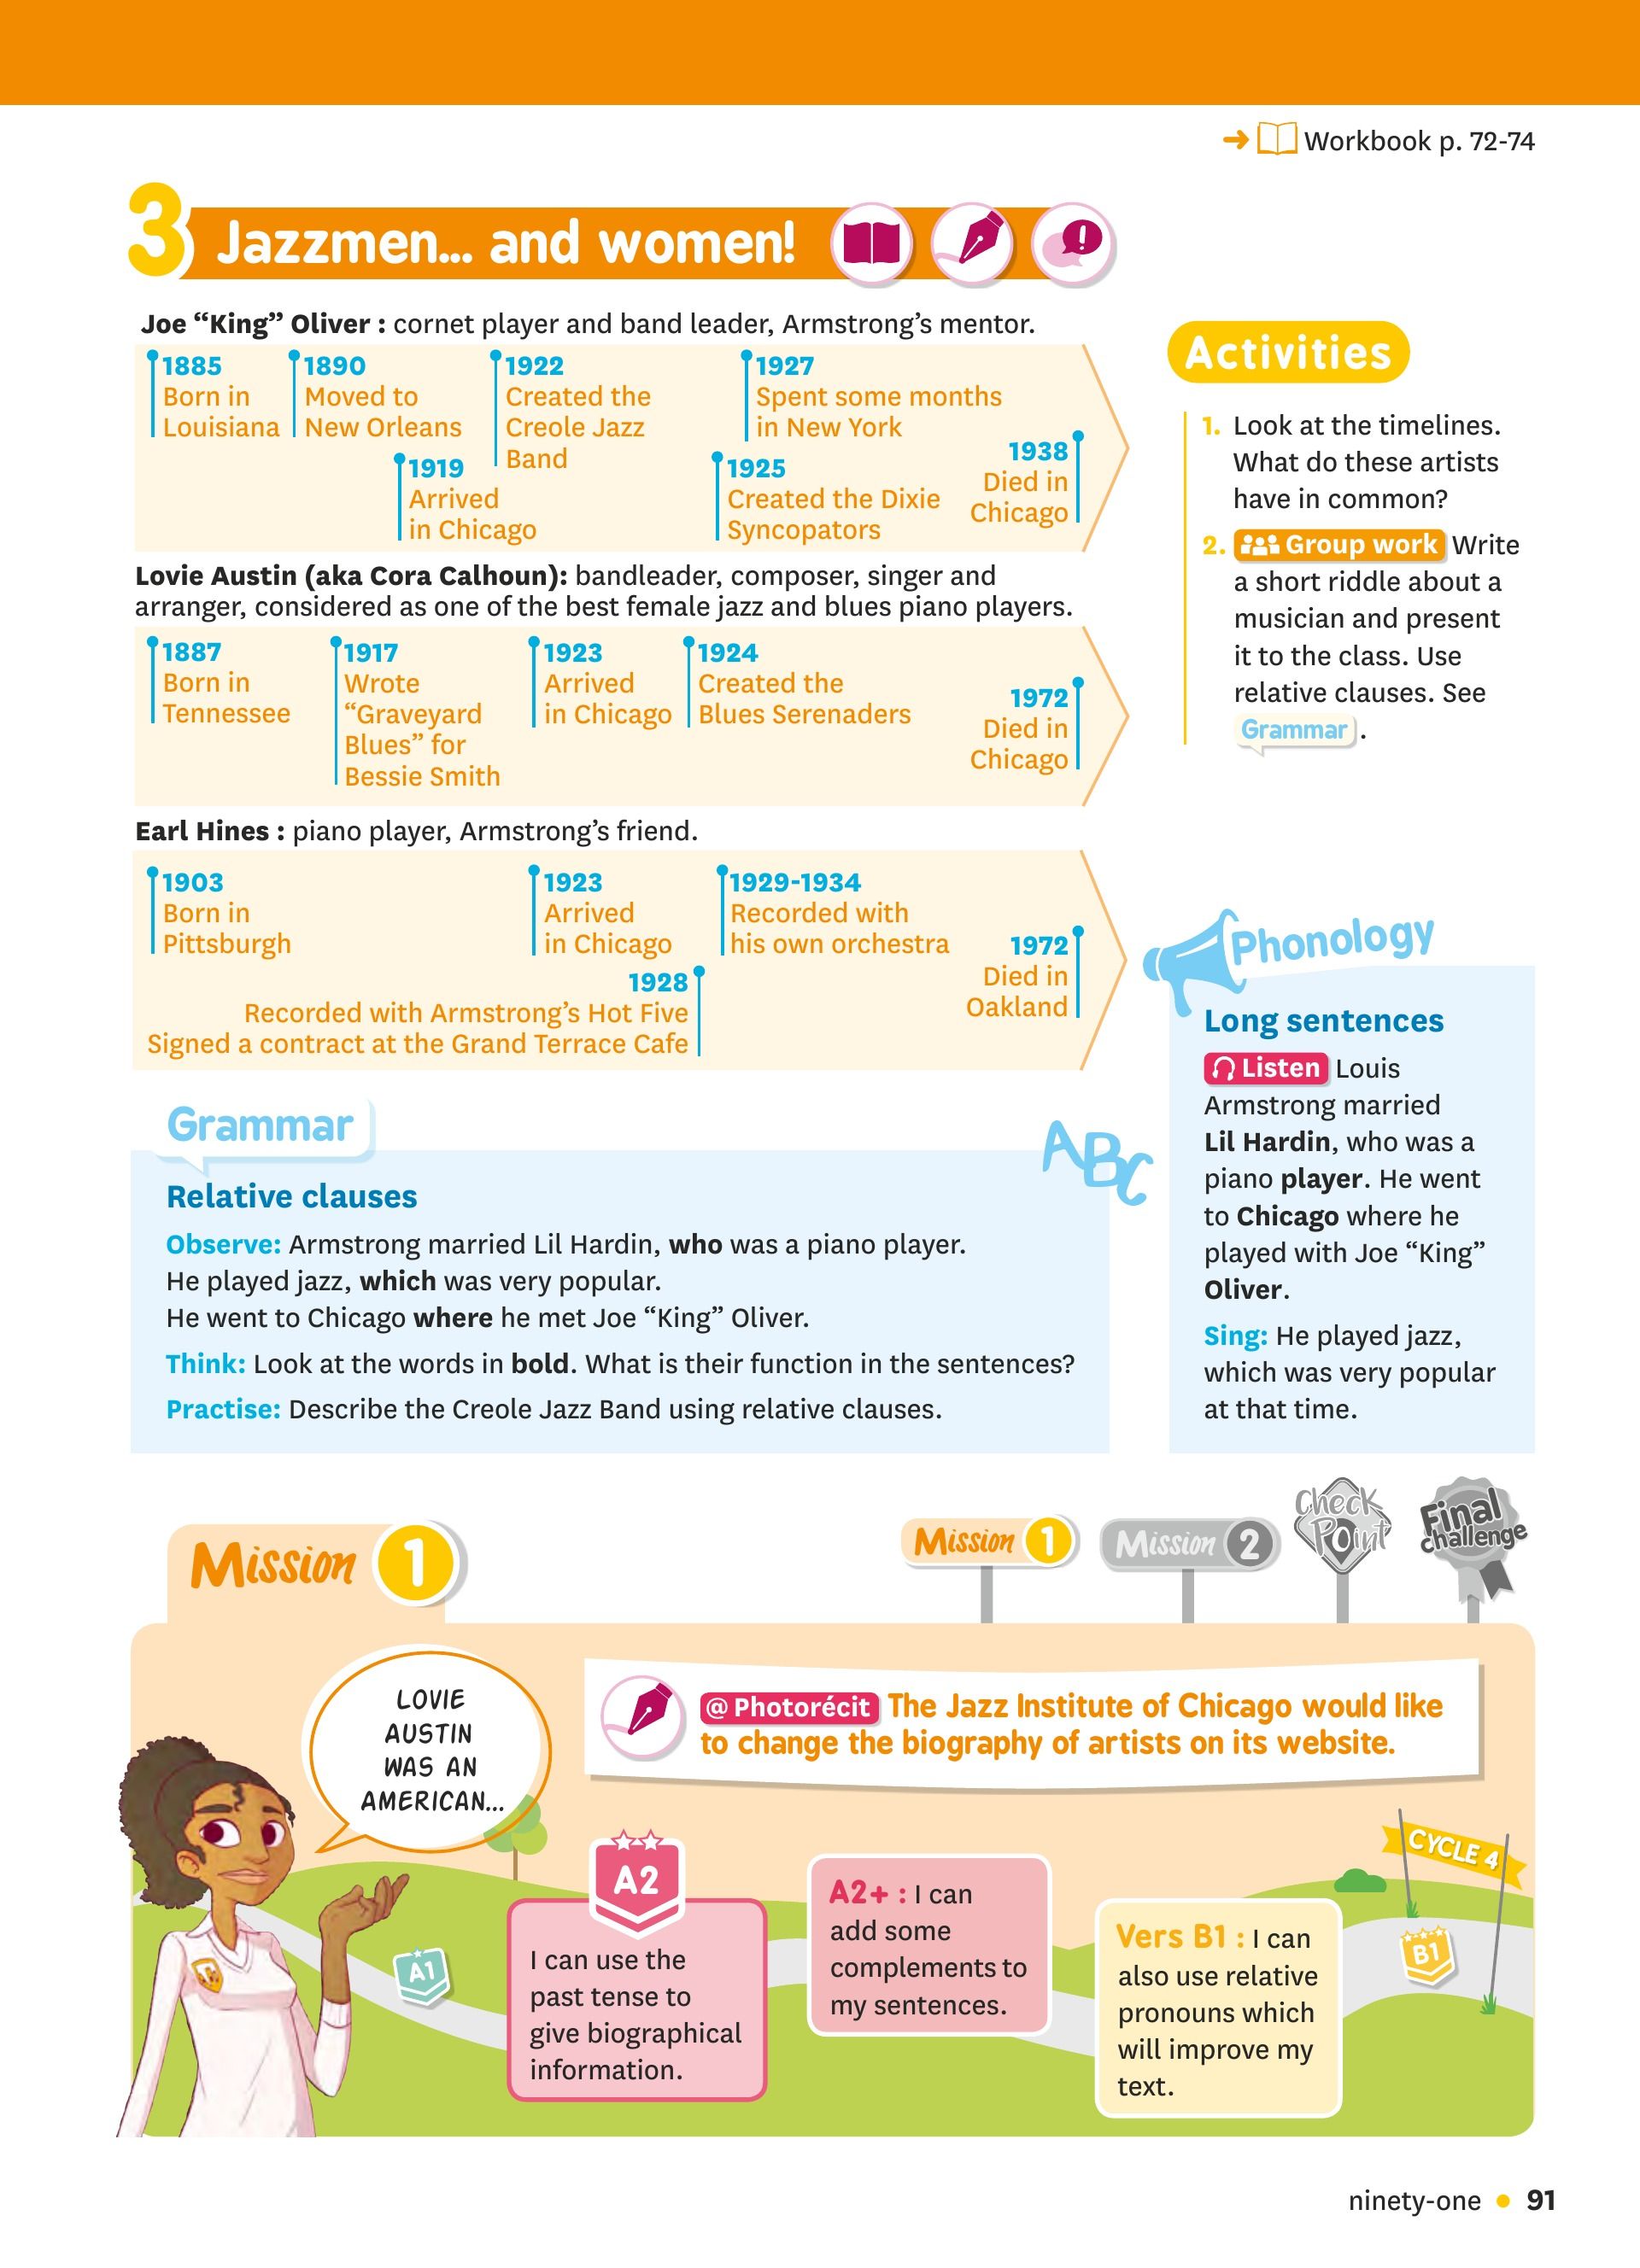 Workbook p. 72-74
3 Jazzmen... and women!
Joe “King” Oliver : cornet player and band leader, Armstrong’s mentor.
1885
Born in
Louisiana
1890
Moved to
New Orleans
1919
Arrived
in Chicago
1922
Created the
Creole Jazz
Band
1925
Created the Dixie
Syncopators
1927
Spent some months
in New York
1938
Died in
Chicago
Lovie Austin (aka Cora Calhoun): bandleader, composer, singer and
arranger, considered as one of the best female jazz and blues piano players.
1887
Born in
Tennessee
1917
Wrote
“Graveyard
Blues” for
Bessie Smith
1923
Arrived
in Chicago
1924
Created the
Blues Serenaders
1972
Died in
Chicago
Earl Hines : piano player, Armstrong’s friend.
1903
Born in
Pittsburgh
1923
Arrived
in Chicago
1928
Recorded with Armstrong’s Hot Five
Signed a contract at the Grand Terrace Cafe
1929-1934
Recorded with
his own orchestra
1972
Died in
Oakland
Activities
1. Look at the timelines.
What do these artists
have in common?
2. Group work Write
a short riddle about a
musician and present
it to the class. Use
relative clauses. See
Grammar .
Phonology
Long sentences
Listen Louis
Armstrong married
Lil Hardin, who was a
piano player. He went
to Chicago where he
played with Joe “King”
Oliver.
Sing: He played jazz,
which was very popular
at that time.
Grammar
ABC
Relative clauses
Observe: Armstrong married Lil Hardin, who was a piano player.
He played jazz, which was very popular.
He went to Chicago where he met Joe “King” Oliver.
Think: Look at the words in bold. What is their function in the sentences?
Practise: Describe the Creole Jazz Band using relative clauses.
Mission 1
Mission 1
Mission 2
Check
Point
Final
Challenge
LOVIE
AUSTIN
WAS AN
AMERICAN...
@ Photorécit The Jazz Institute of Chicago would like
to change the biography of artists on its website.
A1
A2
I can use the
past tense to
give biographical
information.
A2+ : I can
add some
complements to
my sentences.
Vers B1 : I can
also use relative
pronouns which
will improve my
text.
CYCLE 4
B1
ninety-one • 91